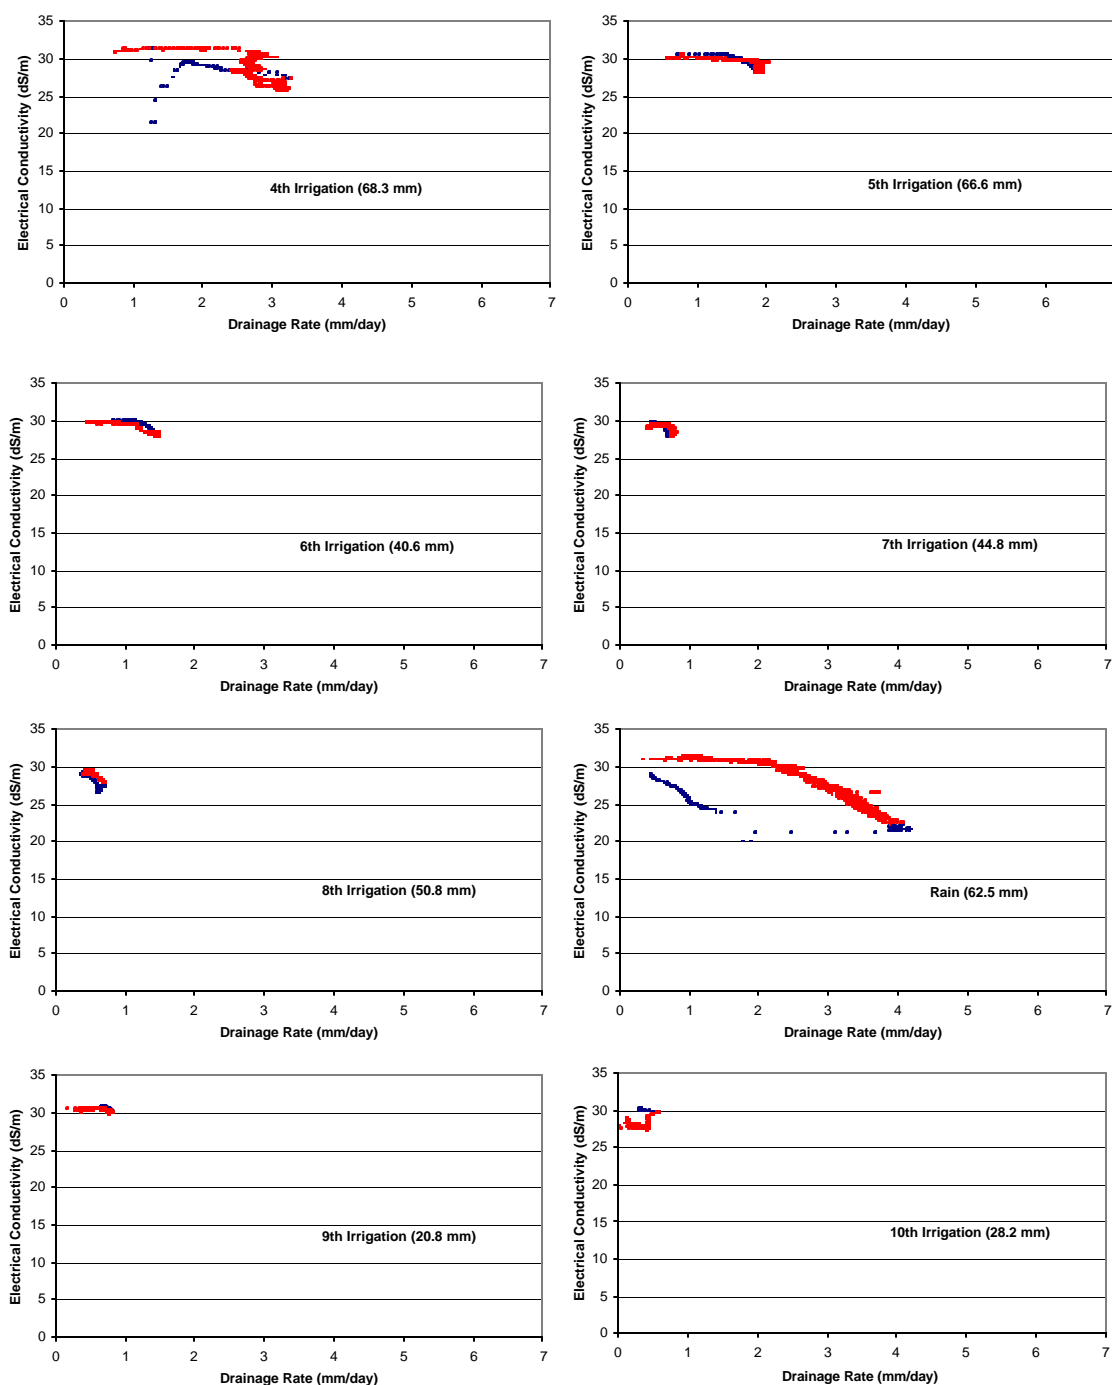 35
30
25
20
15
10
5
0
Electrical Conductivity (dS/m)
4th Irrigation (68.3 mm)
0 1 2 3 4 5 6 7
Drainage Rate (mm/day)
35
30
25
20
15
10
5
0
Electrical Conductivity (dS/m)
5th Irrigation (66.6 mm)
0 1 2 3 4 5 6
Drainage Rate (mm/day)
35
30
25
20
15
10
5
0
Electrical Conductivity (dS/m)
6th Irrigation (40.6 mm)
0 1 2 3 4 5 6 7
Drainage Rate (mm/day)
35
30
25
20
15
10
5
0
Electrical Conductivity (dS/m)
7th Irrigation (44.8 mm)
0 1 2 3 4 5 6 7
Drainage Rate (mm/day)
35
30
25
20
15
10
5
0
Electrical Conductivity (dS/m)
8th Irrigation (50.8 mm)
0 1 2 3 4 5 6 7
Drainage Rate (mm/day)
35
30
25
20
15
10
5
0
Electrical Conductivity (dS/m)
Rain (62.5 mm)
0 1 2 3 4 5 6 7
Drainage Rate (mm/day)
35
30
25
20
15
10
5
0
Electrical Conductivity (dS/m)
9th Irrigation (20.8 mm)
0 1 2 3 4 5 6 7
Drainage Rate (mm/day)
35
30
25
20
15
10
5
0
Electrical Conductivity (dS/m)
10th Irrigation (28.2 mm)
0 1 2 3 4 5 6 7
Drainage Rate (mm/day)